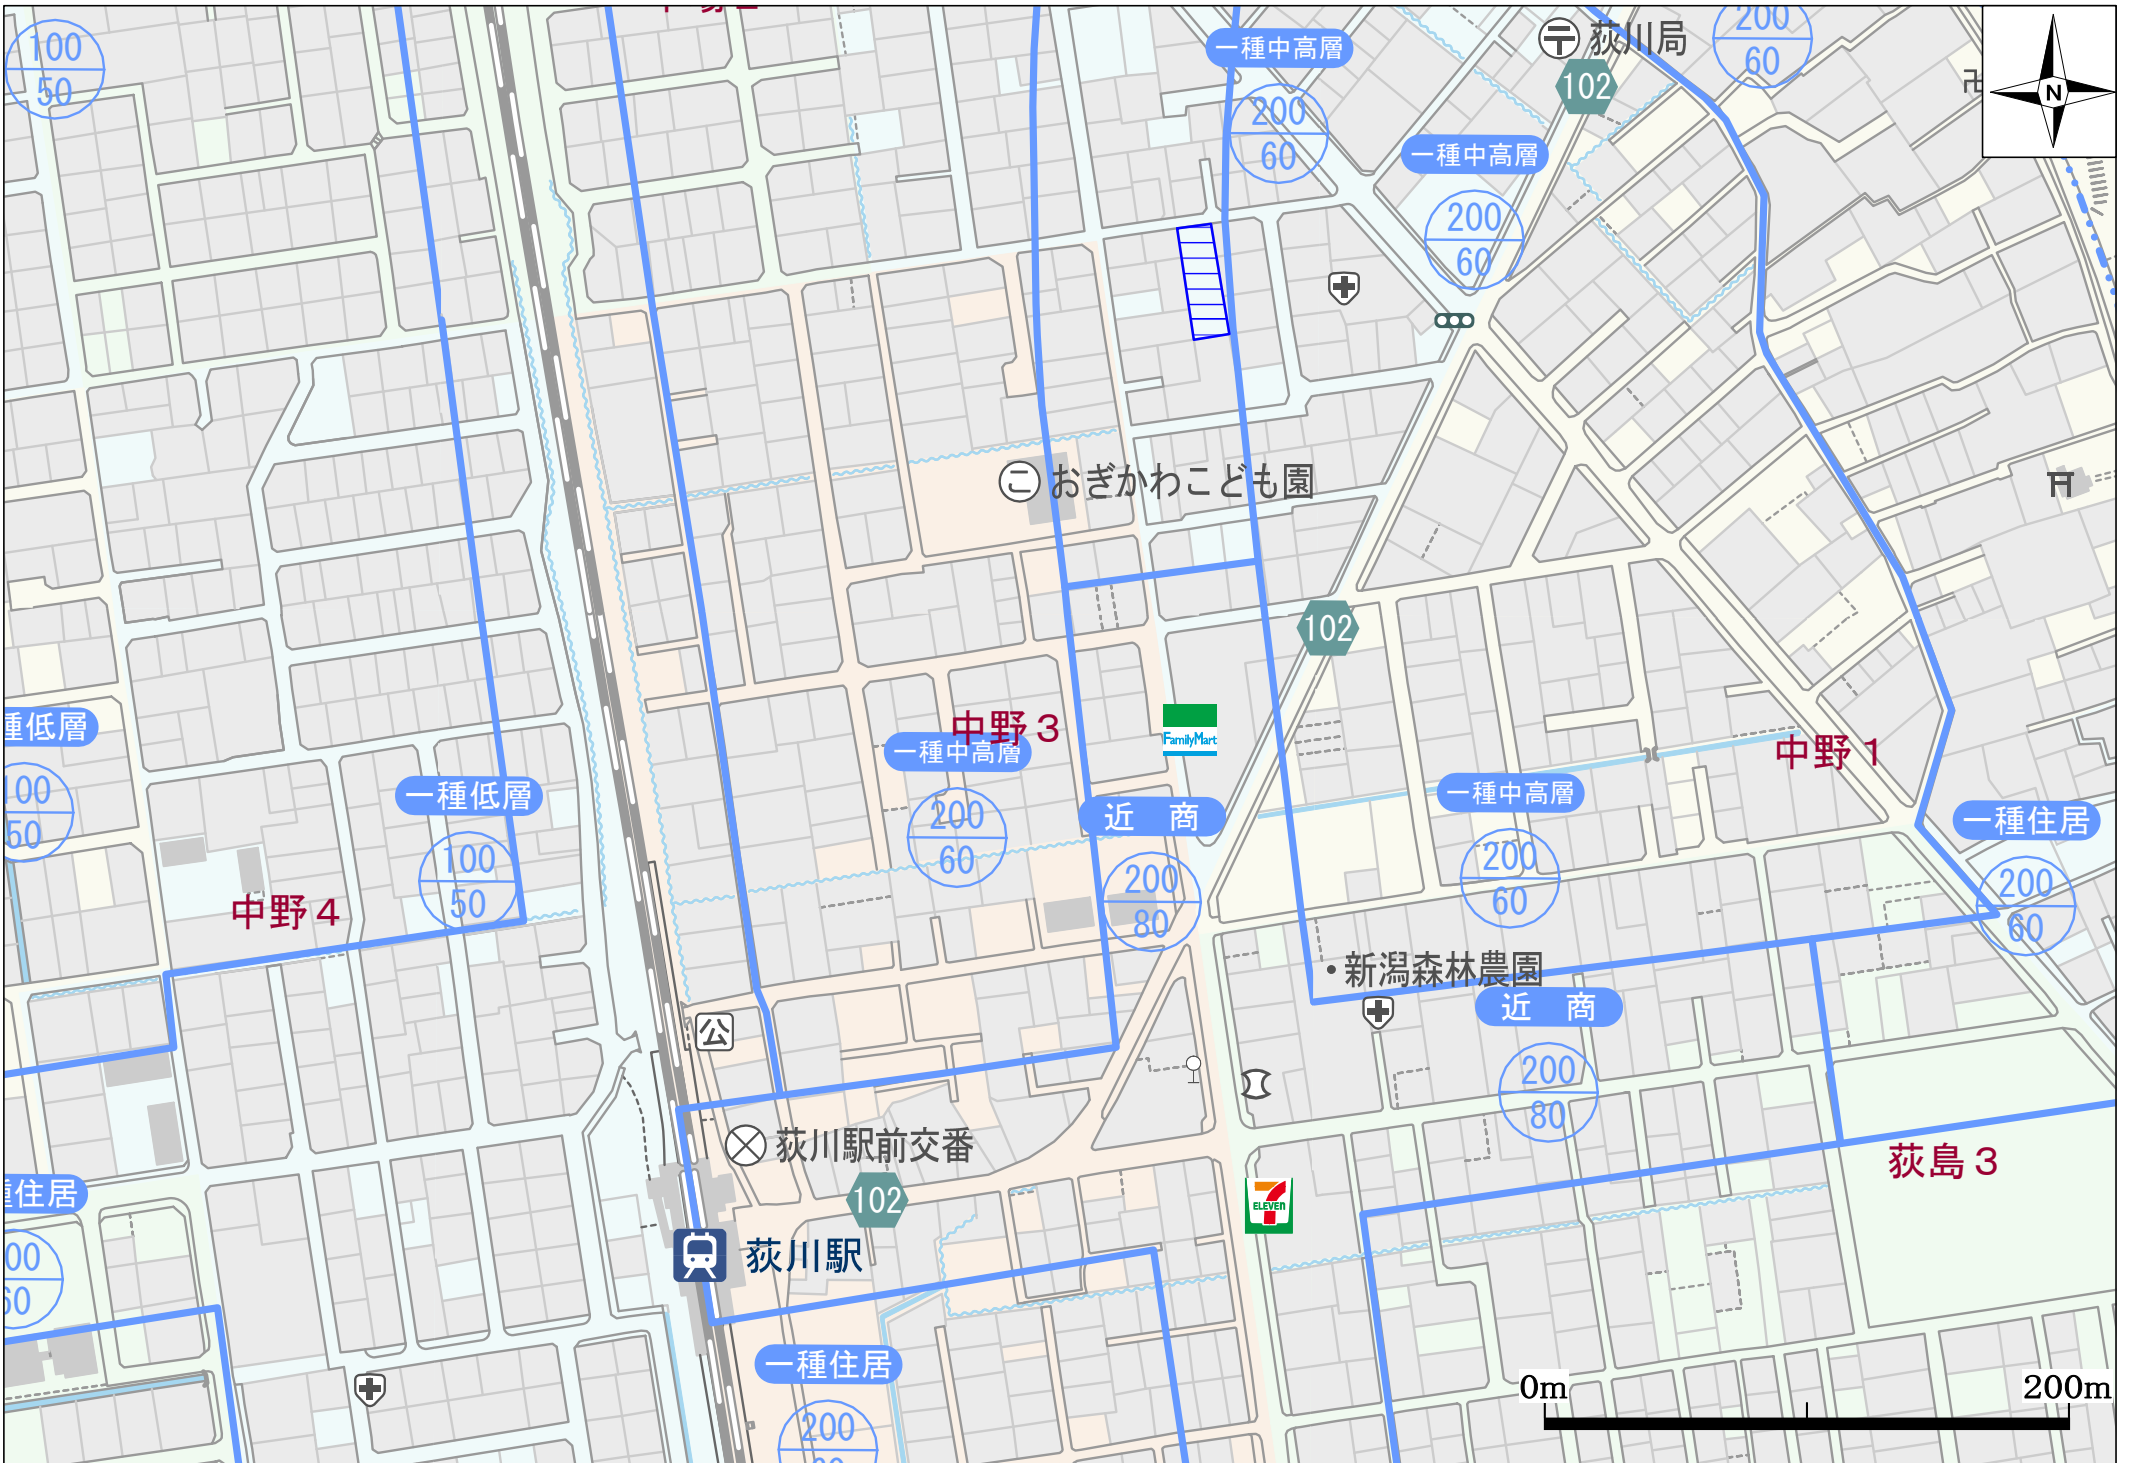 100
50
一種中高層
200
60
荻川局
102
200
60
N
一種中高層
200
60
こ
おぎかわこども園
102
種低層
100
50
中野３
一種中高層
200
60
FamilyMart
中野１
一種低層
100
50
近 商
200
80
一種中高層
200
60
一種住居
200
60
中野４
新潟森林農園
近 商
200
80
公
荻川駅前交番
102
荻島３
種住居
00
60
7
ELEVEn
荻川駅
一種住居
200
0m
200m